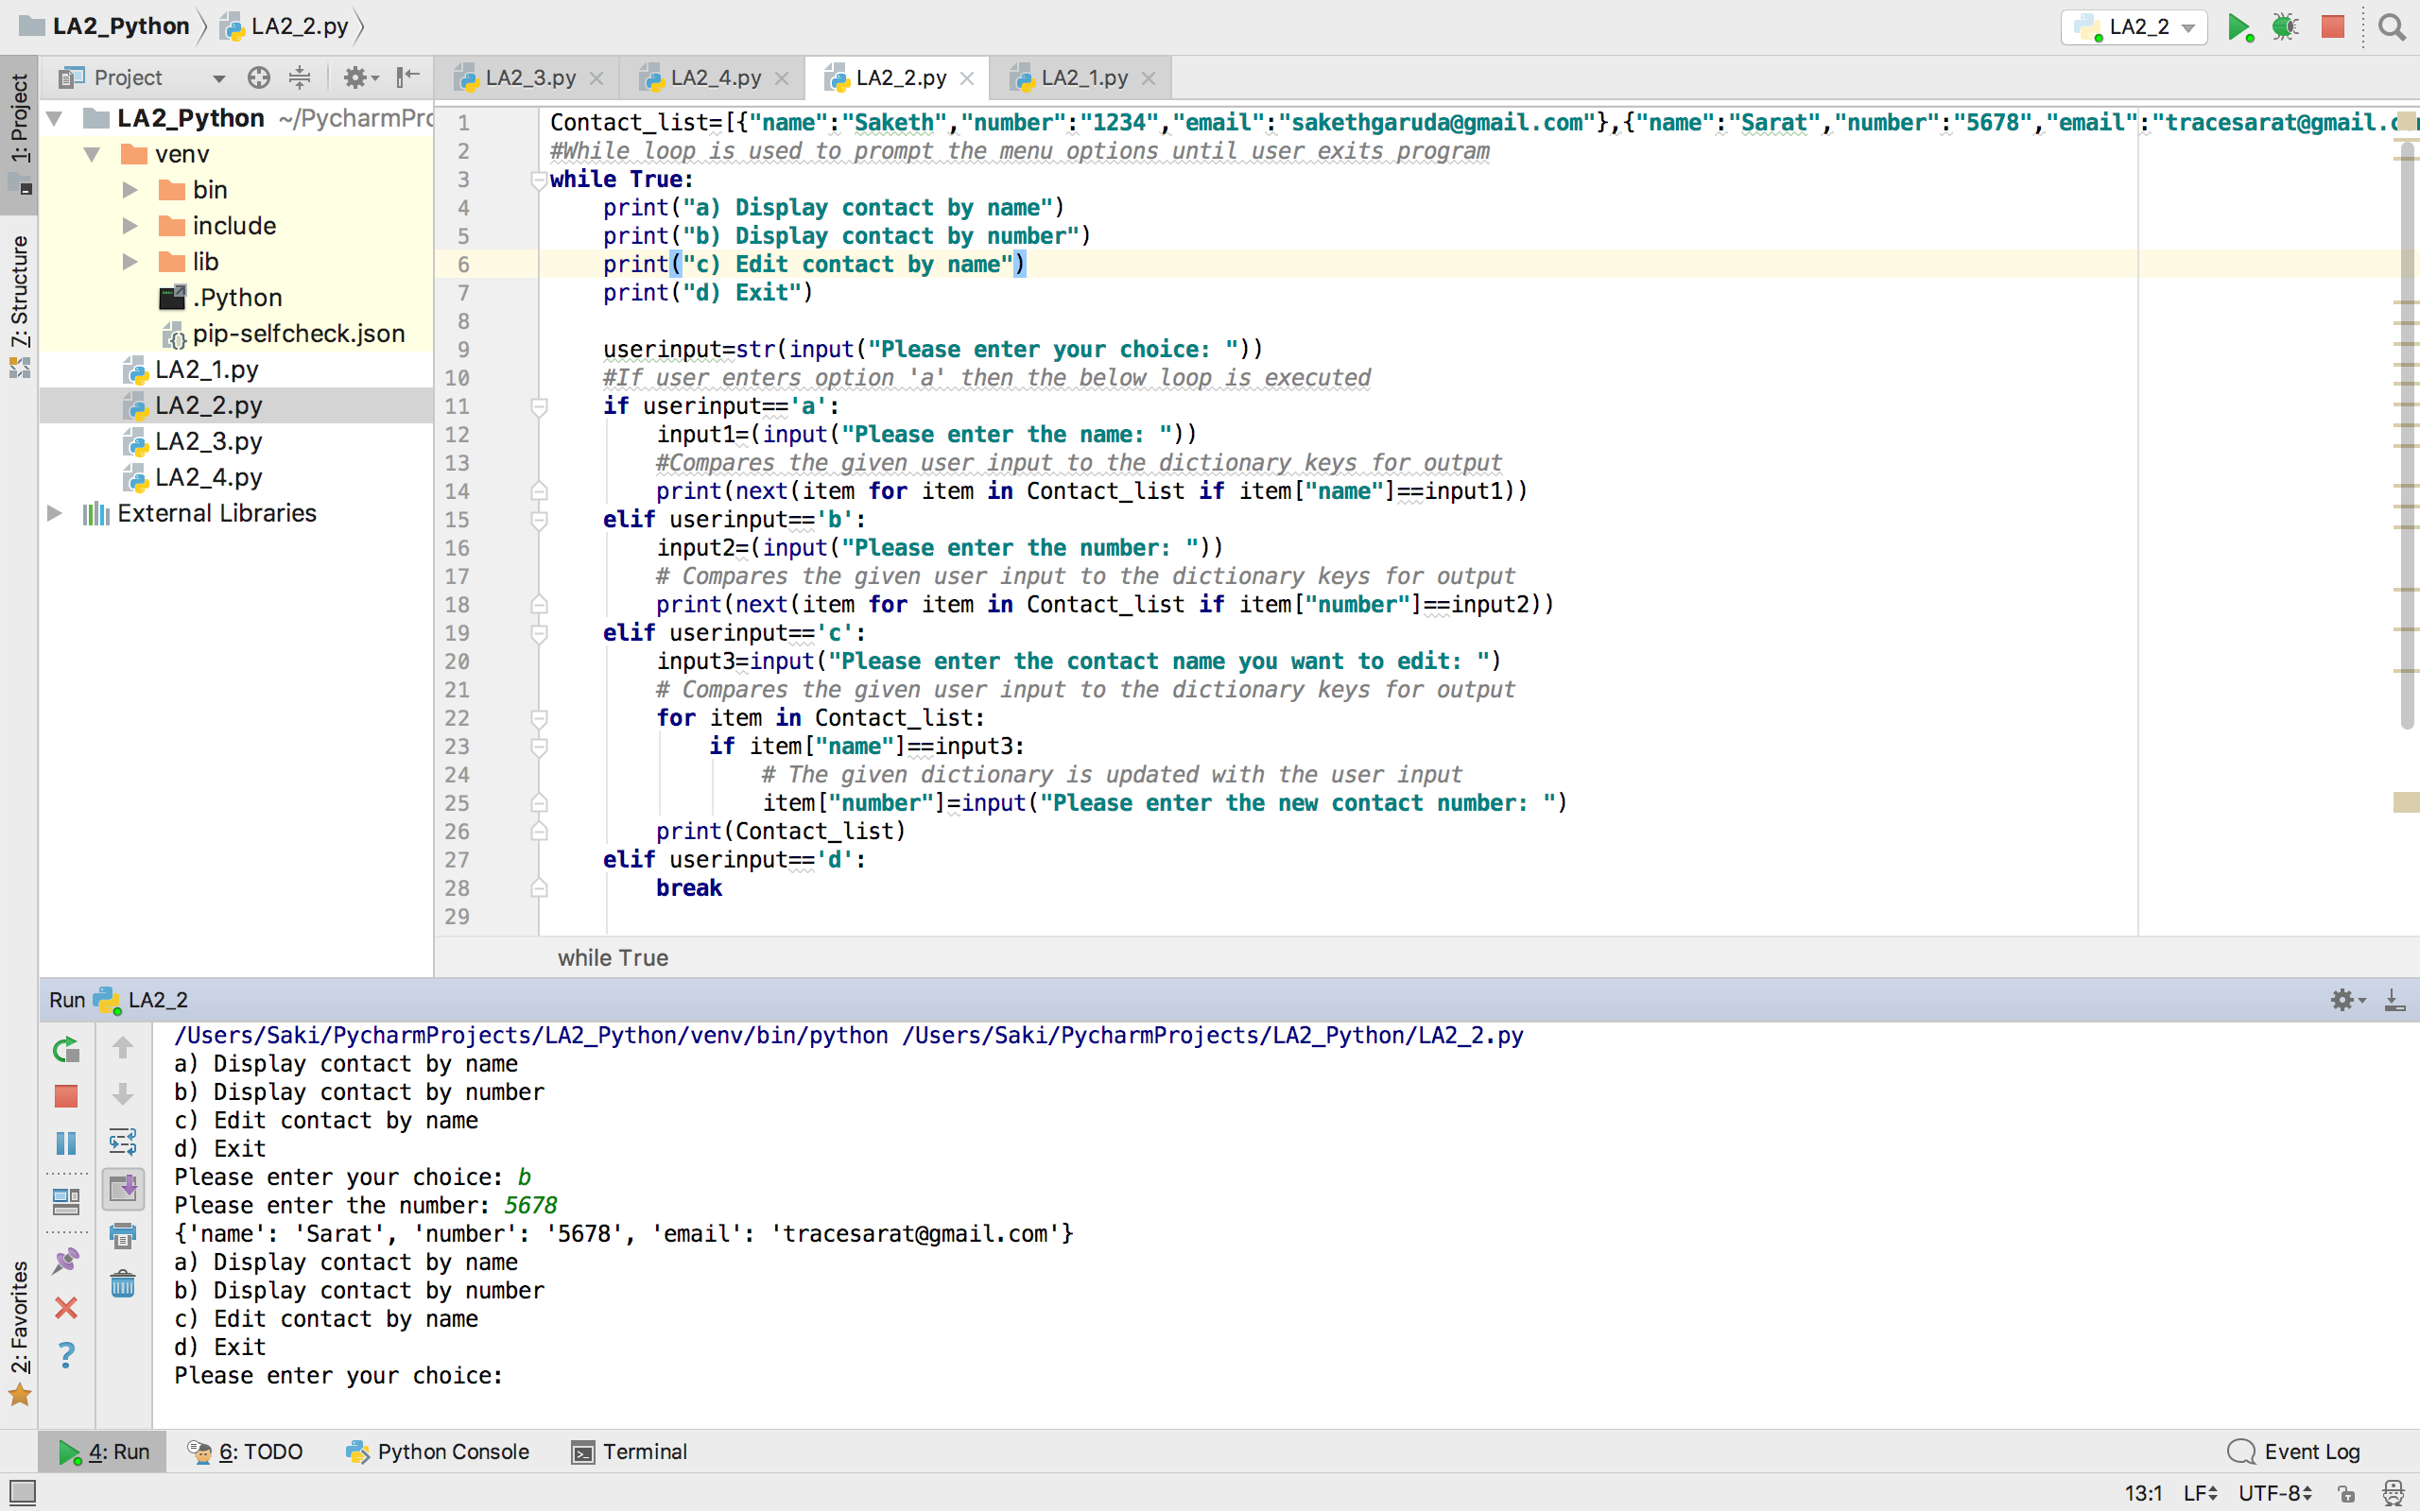 LA2_Python LA2_2.py LA2_2
1: Project
7: Structure
2: Favorites
Project
LA2_Python ~/PycharmPro
venv
bin
include
lib
.Python
pip-selfcheck.json
LA2_1.py
LA2_2.py
LA2_3.py
LA2_4.py
External Libraries
LA2_3.py LA2_4.py LA2_2.py LA2_1.py
1 Contact_list=[{"name":"Saketh","number":"1234","email":"sakethgaruda@gmail.com"},{"name":"Sarat","number":"5678","email":"tracesarat@gmail.com
2 #While loop is used to prompt the menu options until user exits program
3 while True:
4 print("a) Display contact by name")
5 print("b) Display contact by number")
6 print("c) Edit contact by name")
7 print("d) Exit")
8
9 userinput=str(input("Please enter your choice: "))
10 #If user enters option 'a' then the below loop is executed
11 if userinput=='a':
12 input1=(input("Please enter the name: "))
13 #Compares the given user input to the dictionary keys for output
14 print(next(item for item in Contact_list if item["name"]==input1))
15 elif userinput=='b':
16 input2=(input("Please enter the number: "))
17 # Compares the given user input to the dictionary keys for output
18 print(next(item for item in Contact_list if item["number"]==input2))
19 elif userinput=='c':
20 input3=input("Please enter the contact name you want to edit: ")
21 # Compares the given user input to the dictionary keys for output
22 for item in Contact_list:
23 if item["name"]==input3:
24 # The given dictionary is updated with the user input
25 item["number"]=input("Please enter the new contact number: ")
26 print(Contact_list)
27 elif userinput=='d':
28 break
29
while True
Run LA2_2
/Users/Saki/PycharmProjects/LA2_Python/venv/bin/python /Users/Saki/PycharmProjects/LA2_Python/LA2_2.py
a) Display contact by name
b) Display contact by number
c) Edit contact by name
d) Exit
Please enter your choice: b
Please enter the number: 5678
{'name': 'Sarat', 'number': '5678', 'email': 'tracesarat@gmail.com'}
a) Display contact by name
b) Display contact by number
c) Edit contact by name
d) Exit
Please enter your choice:
4: Run 6: TODO Python Console Terminal Event Log
13:1 LF UTF-8